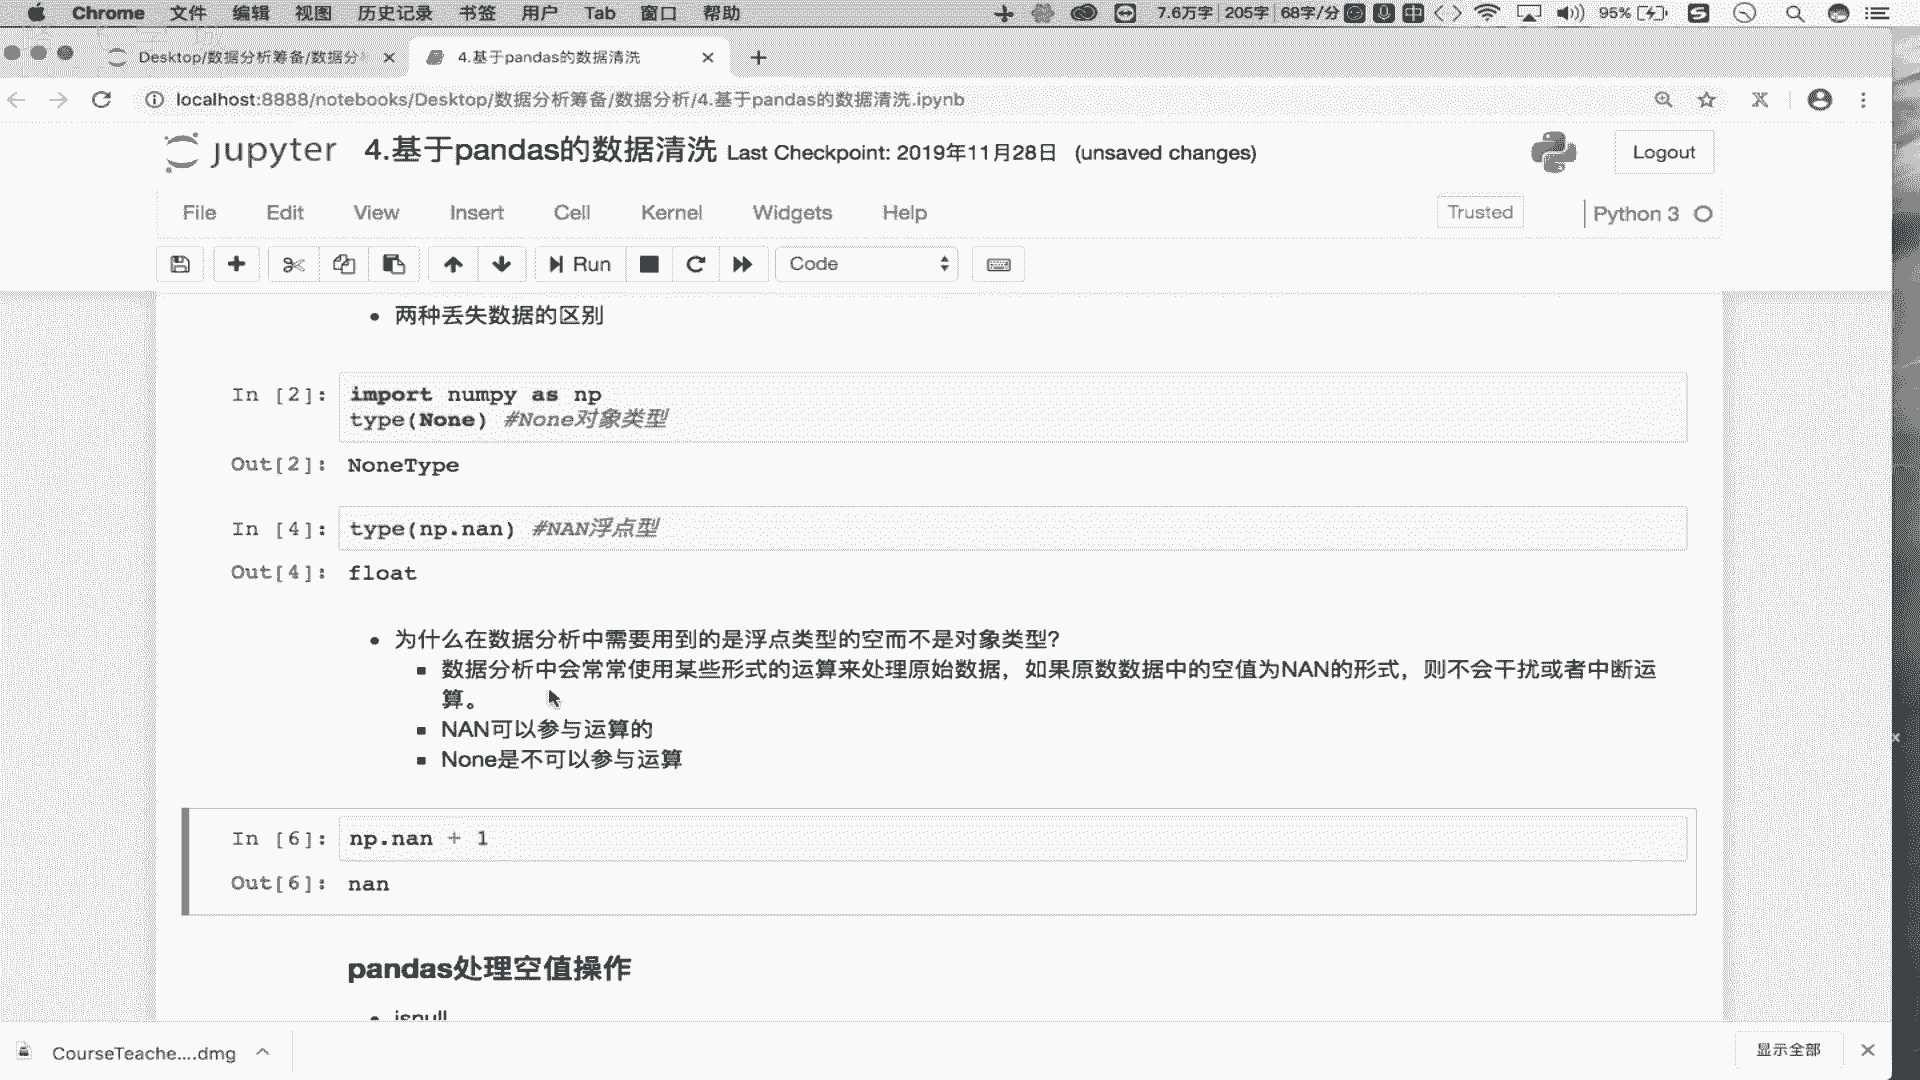 Chrome 文件 编辑 视图 历史记录 书签 用户 Tab 窗口 帮助 7.6万字 205字 68字/分 中 95%
Desktop/数据分析筹备/数据分 4.基于pandas的数据清洗
localhost:8888/notebooks/Desktop/数据分析筹备/数据分析/4.基于pandas的数据清洗.ipynb
jupyter 4.基于pandas的数据清洗 Last Checkpoint: 2019年11月28日 (unsaved changes) Logout
File Edit View Insert Cell Kernel Widgets Help Trusted Python 3
Run Code
两种丢失数据的区别
In [2]: import numpy as np
type(None) #None对象类型
Out[2]: NoneType
In [4]: type(np.nan) #NAN浮点型
Out[4]: float
为什么在数据分析中需要用到的是浮点类型的空而不是对象类型?
数据分析中会常常使用某些形式的运算来处理原始数据，如果原数数据中的空值为NAN的形式，则不会干扰或者中断运
算。
NAN可以参与运算的
None是不可以参与运算
In [6]: np.nan + 1
Out[6]: nan
pandas处理空值操作
isnull
CourseTeache....dmg 显示全部